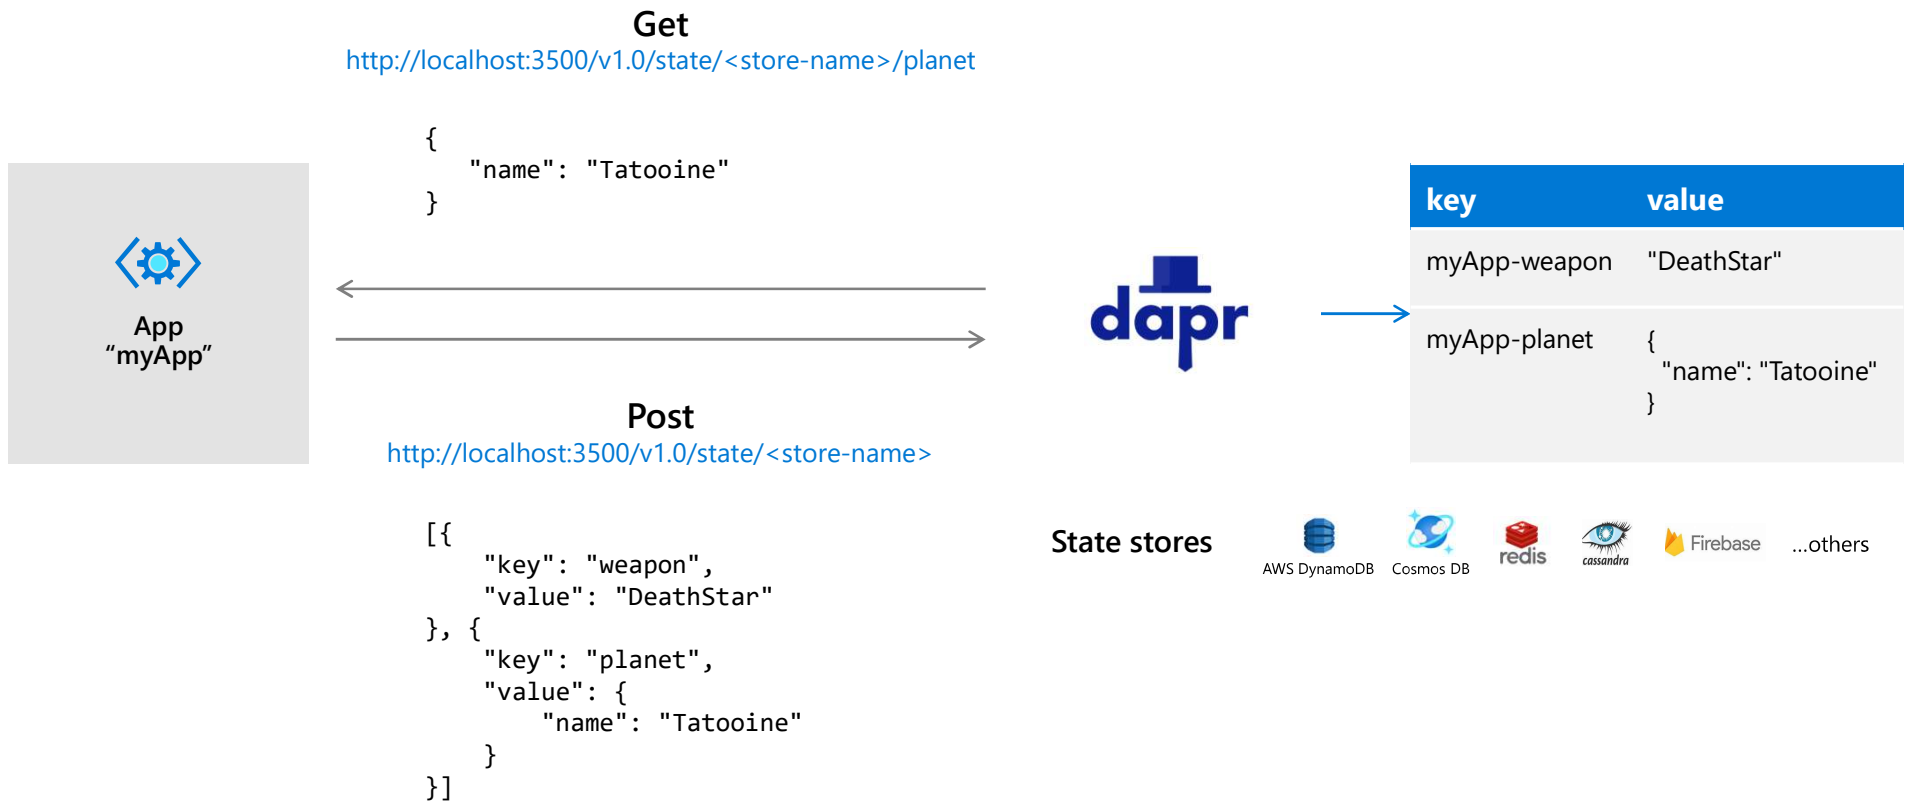 Get
http://localhost:3500/v1.0/state/<store-name>/planet
{
"name": "Tatooine"
}
App
“myApp”
dapr
key value
myApp-weapon "DeathStar"
myApp-planet {
"name": "Tatooine"
}
Post
http://localhost:3500/v1.0/state/<store-name>
[{
"key": "weapon",
"value": "DeathStar"
}, {
"key": "planet",
"value": {
"name": "Tatooine"
}
}]
State stores
AWS DynamoDB
Cosmos DB
redis
cassandra
Firebase
...others